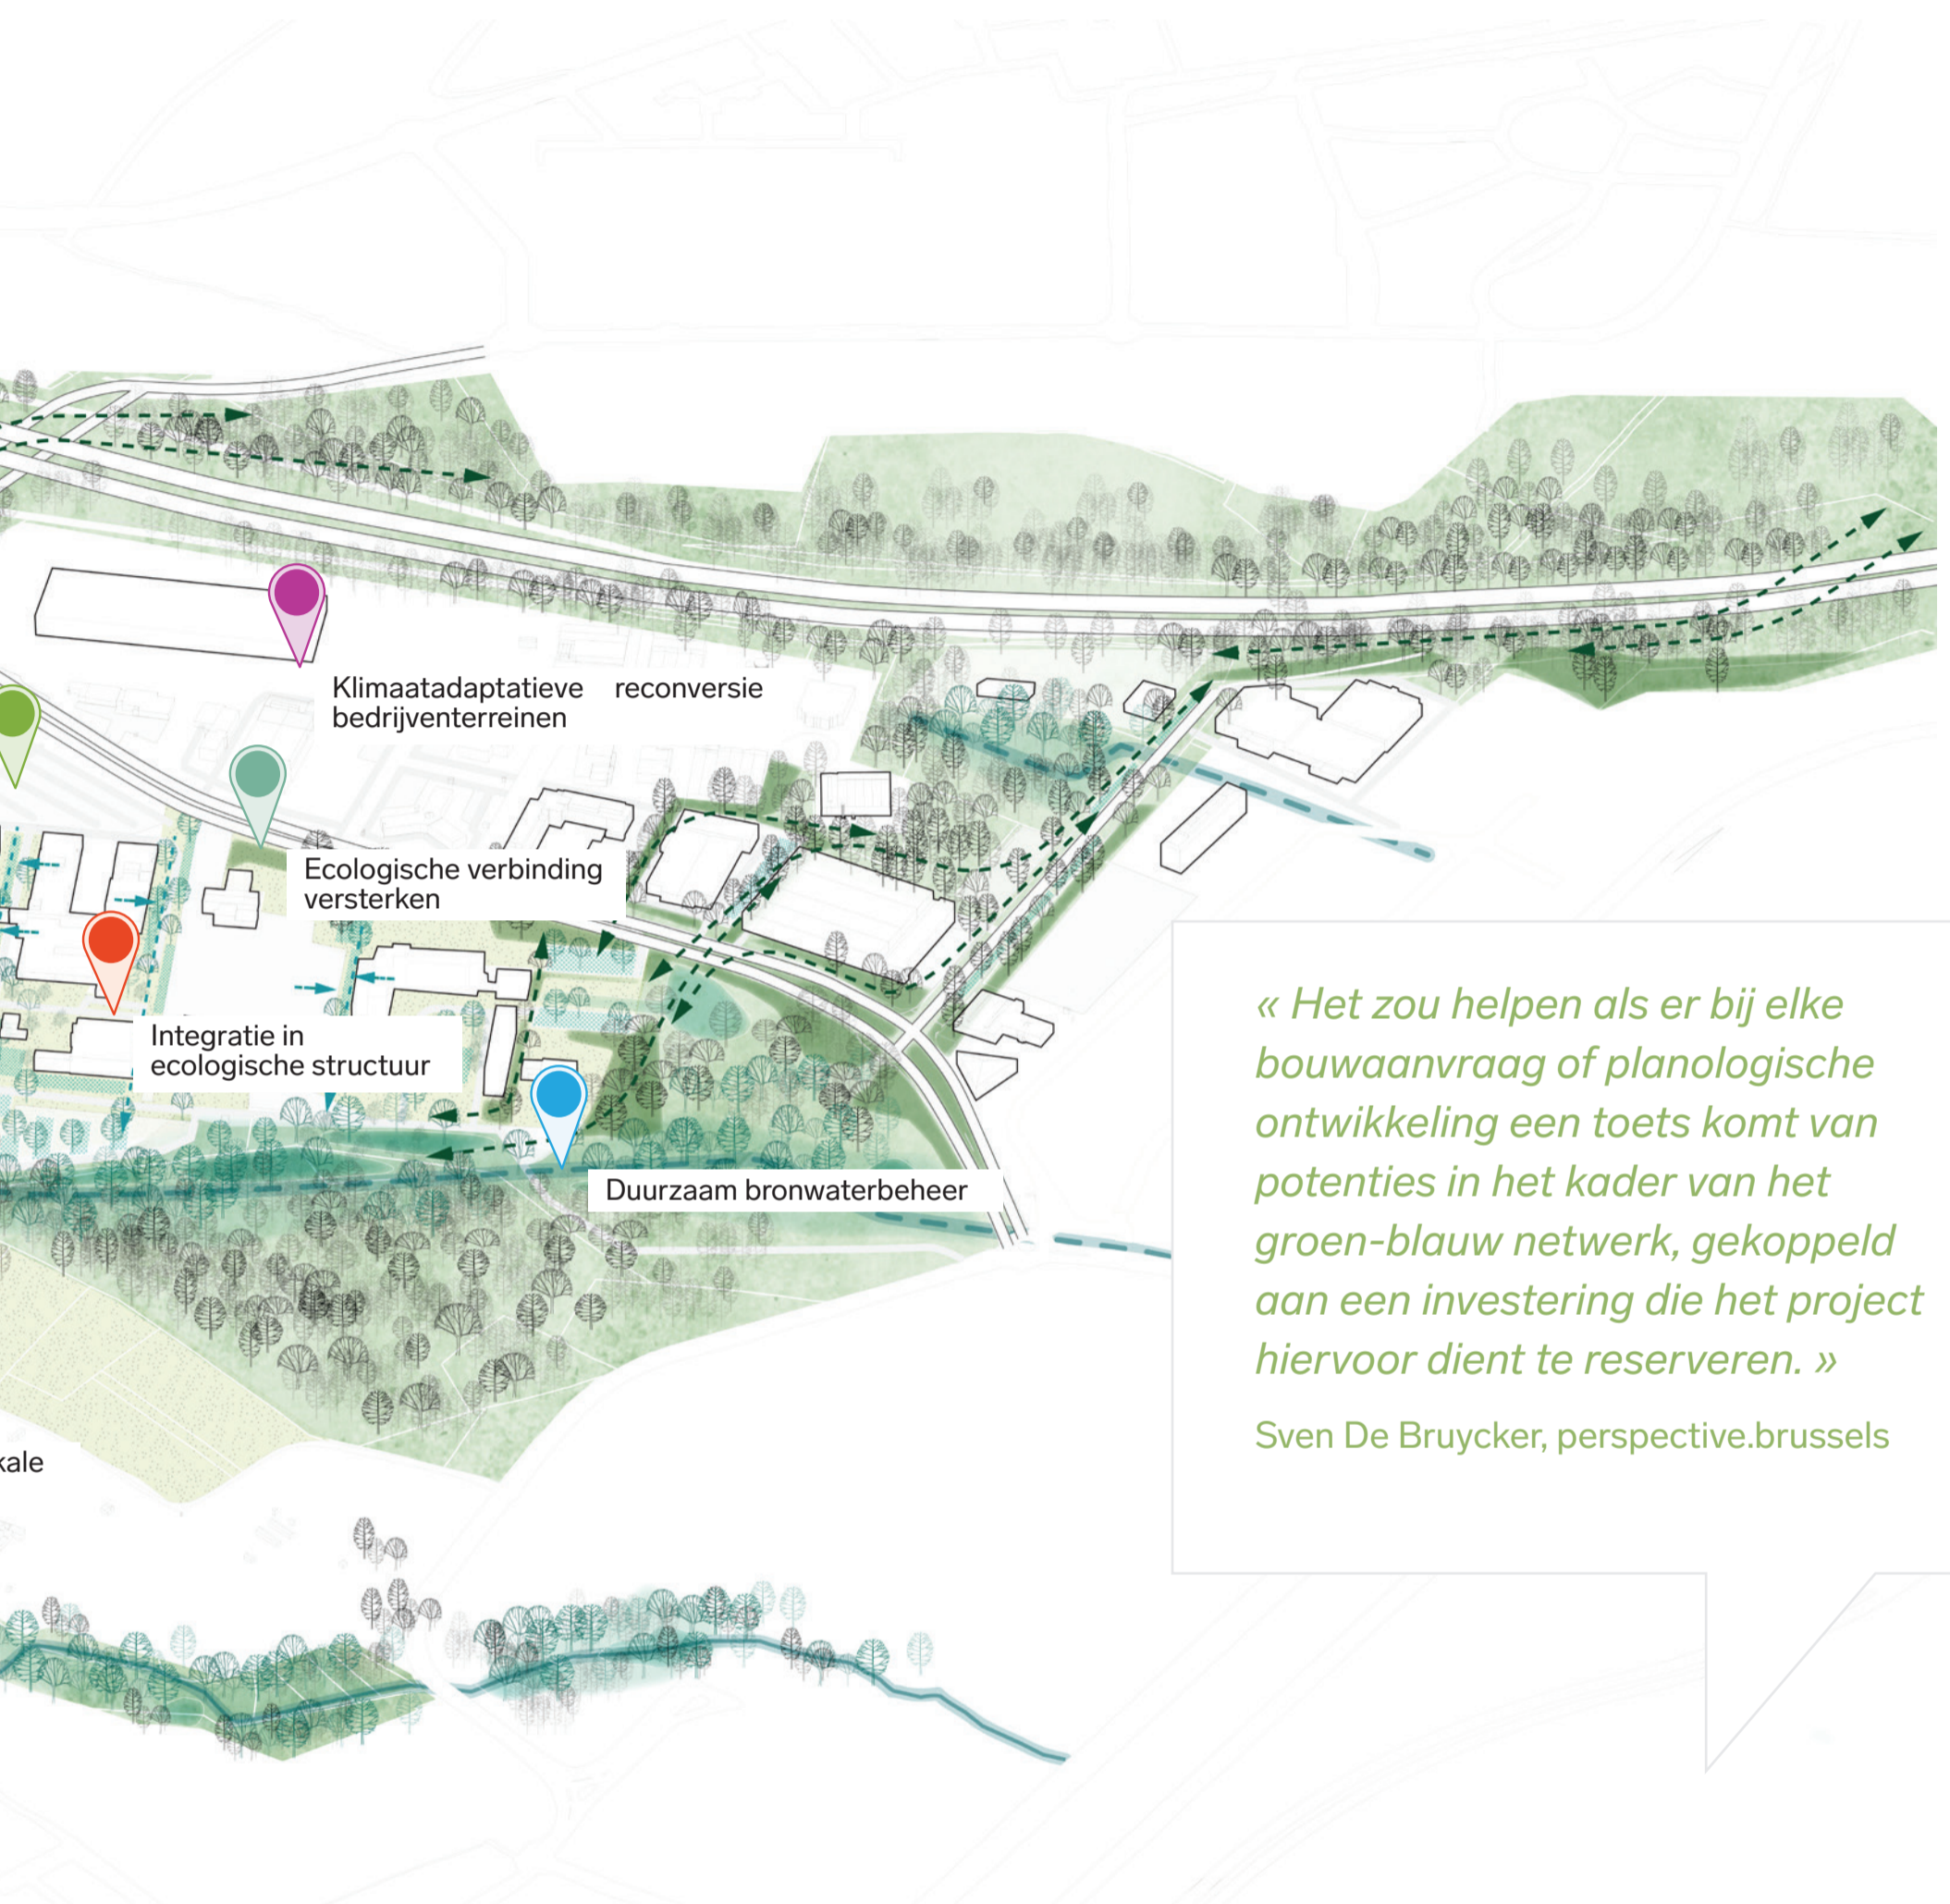 Klimaatadaptatieve reconversie
bedrijventerreinen
Ecologische verbinding
versterken
Integratie in
ecologische structuur
Duurzaam bronwaterbeheer
« Het zou helpen als er bij elke
bouwaanvraag of planologische
ontwikkeling een toets komt van
potenties in het kader van het
groen-blauw netwerk, gekoppeld
aan een investering die het project
hiervoor dient te reserveren. »
Sven De Bruycker, perspective.brussels